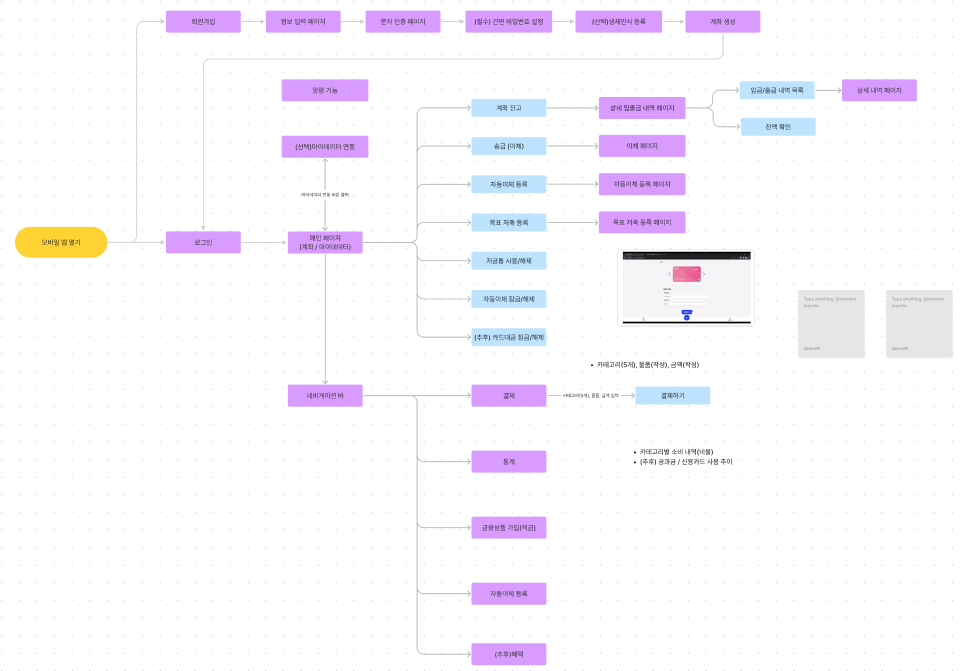 회원가입
정보 입력 페이지
문자 인증 페이지
(필수) 간편 비밀번호 설정
(선택)생체인식 등록
계좌 생성
알람 기능
계좌 잔고
상세 입출금 내역 페이지
입금/출금 내역 목록
상세 내역 페이지
잔액 확인
(선택)마이데이터 연동
송금 (이체)
이체 페이지
마이데이터 연동 버튼 클릭
자동이체 등록
자동이체 등록 페이지
목표 저축 등록
목표 저축 등록 페이지
모바일 앱 열기
로그인
메인 페이지
(계좌 / 마이데이터)
저금통 사용/해제
자동이체 잠금/해제
(추후) 카드대금 잠금/해제
Type anything, @mention
anyone
Type anything, @mention
anyone
카테고리(5개), 물품(작성), 금액(작성)
네비게이션 바
결제
카테고리(5개), 물품, 금액 입력
결제하기
통계
카테고리별 소비 내역(비율)
(추후) 공과금 / 신용카드 사용 추이
금융상품 가입(적금)
자동이체 등록
(추후)혜택